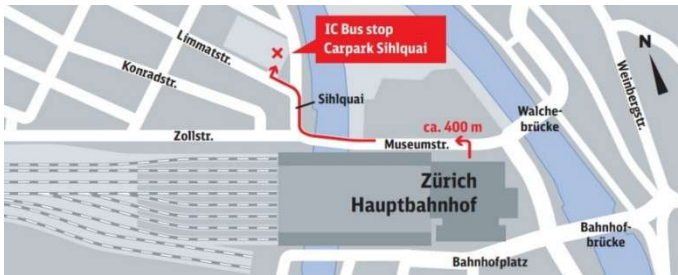 IC Bus stop
Carpark Sihlquai
N
Limmatstr.
Konradstr.
Sihlquai
Weinbergstr.
Walche-
brücke
Zollstr.
ca. 400 m
Museumstr.
Zürich
Hauptbahnhof
Bahnhof-
brücke
Bahnhofplatz